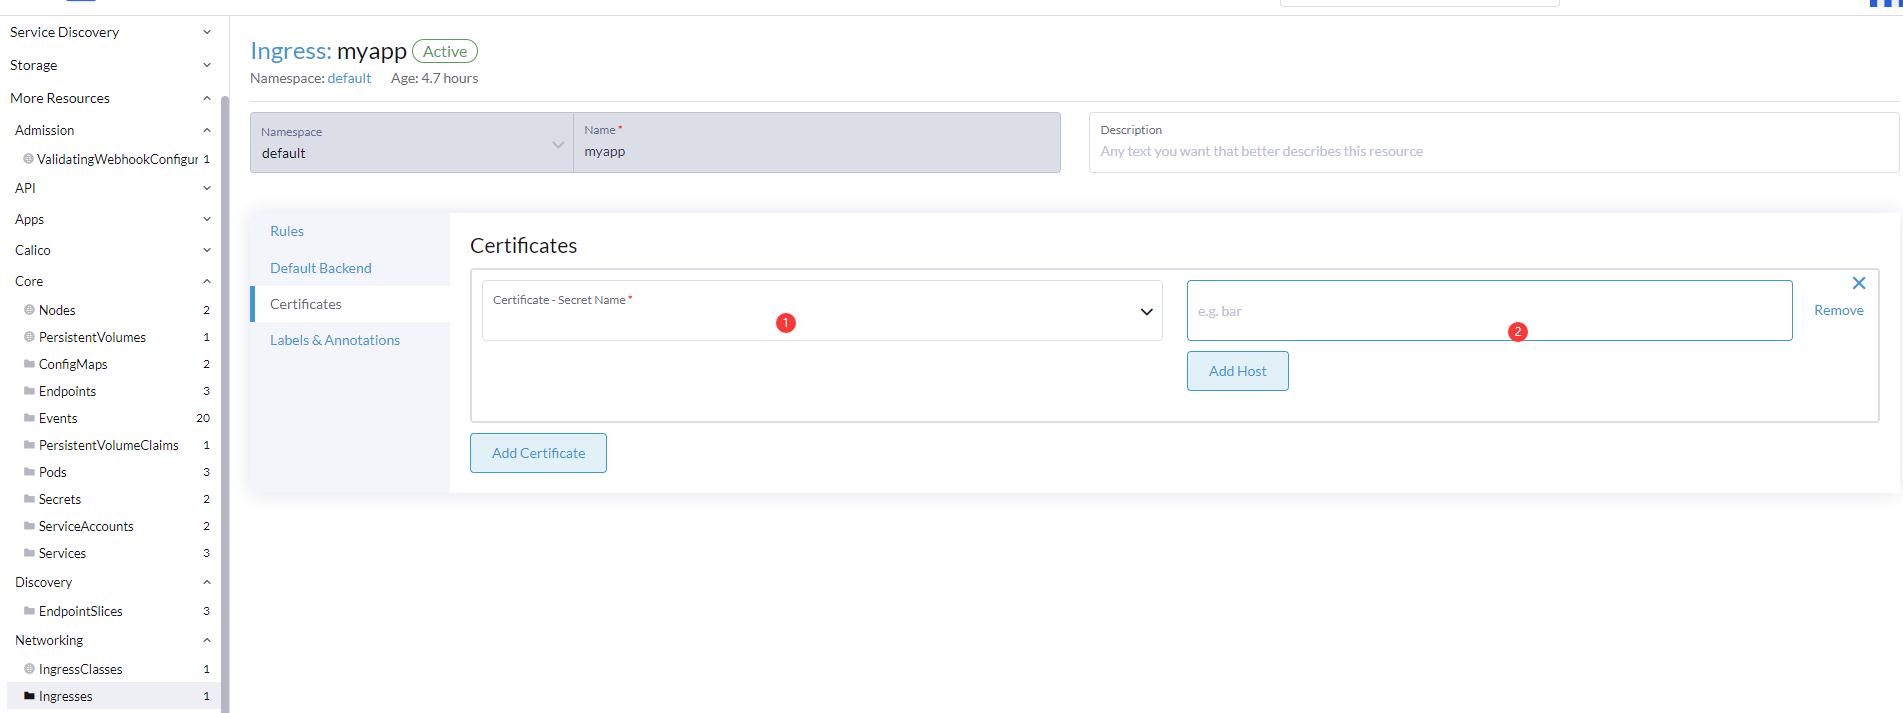 Service Discovery
Storage
More Resources
Admission
ValidatingWebhookConfigur 1
API
Apps
Calico
Core
Nodes 2
PersistentVolumes 1
ConfigMaps 2
Endpoints 3
Events 20
PersistentVolumeClaims 1
Pods 3
Secrets 2
ServiceAccounts 2
Services 3
Discovery
EndpointSlices 3
Networking
IngressClasses 1
Ingresses 1
Ingress: myapp Active
Namespace: default Age: 4.7 hours
Namespace
default
Name *
myapp
Description
Any text you want that better describes this resource
Rules
Default Backend
Certificates
Labels & Annotations
Certificates
Certificate - Secret Name *
1
e.g. bar
2
Remove
Add Host
Add Certificate